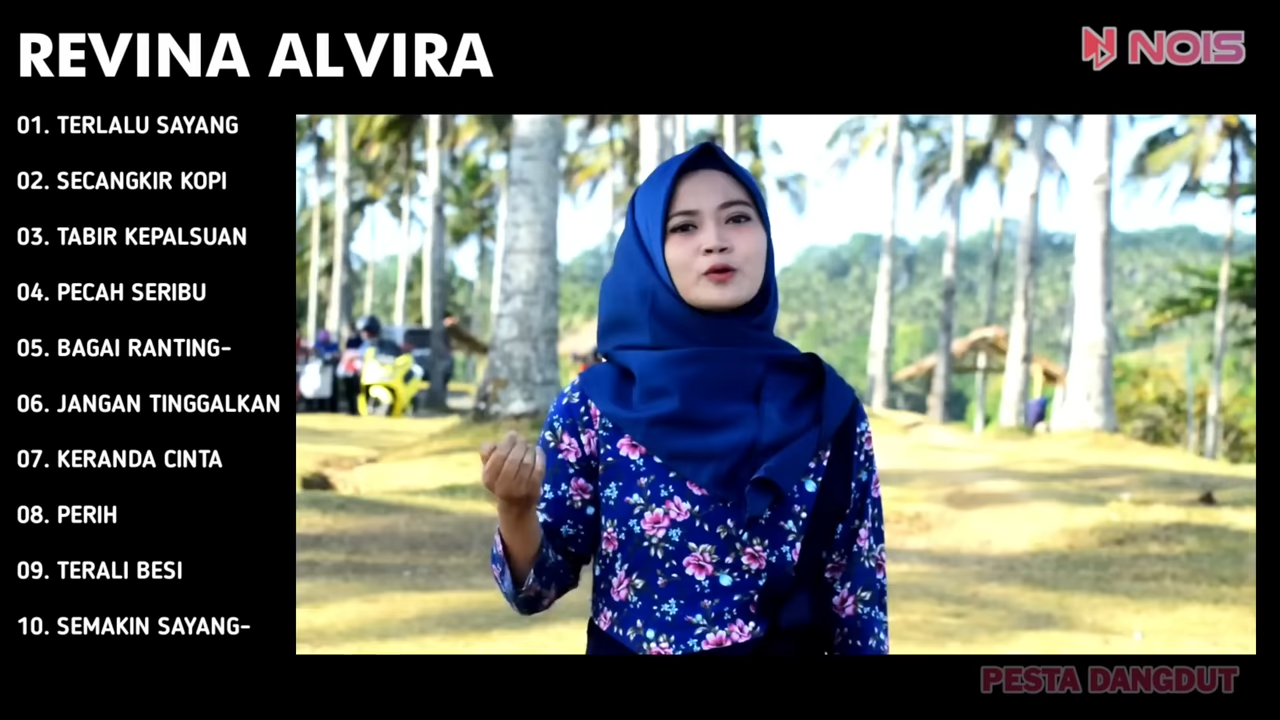 REVINA ALVIRA
NOIS
01. TERLALU SAYANG
02. SECANGKIR KOPI
03. TABIR KEPALSUAN
04. PECAH SERIBU
05. BAGAI RANTING-
06. JANGAN TINGGALKAN
07. KERANDA CINTA
08. PERIH
09. TERALI BESI
10. SEMAKIN SAYANG-
PESTA DANGDUT